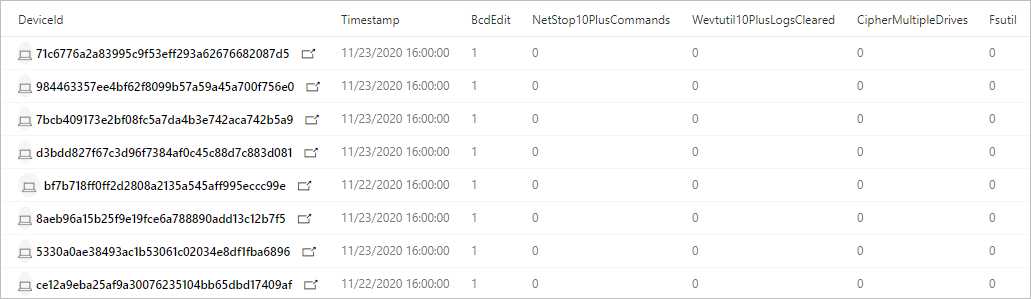 DeviceId Timestamp BcdEdit NetStop10PlusCommands Wevtutil10PlusLogsCleared CipherMultipleDrives Fsutil
71c6776a2a83995c9f53eff293a62676682087d5 11/23/2020 16:00:00 1 0 0 0 0
984463357ee4bf62f8099b57a59a45a700f756e0 11/23/2020 16:00:00 1 0 0 0 0
7bcb409173e2bf08fc5a7da4b3e742aca742b5a9 11/23/2020 16:00:00 1 0 0 0 0
d3bdd827f67c3d96f7384af0c45c88d7c883d081 11/23/2020 16:00:00 1 0 0 0 0
bf7b718ff0ff2d2808a2135a545aff995eccc99e 11/22/2020 16:00:00 1 0 0 0 0
8aeb96a15b25f9e19fce6a788890add13c12b7f5 11/23/2020 16:00:00 1 0 0 0 0
5330a0ae38493ac1b53061c02034e8df1fba6896 11/23/2020 16:00:00 1 0 0 0 0
ce12a9eba25af9a30076235104bb65dbd17409af 11/22/2020 16:00:00 1 0 0 0 0